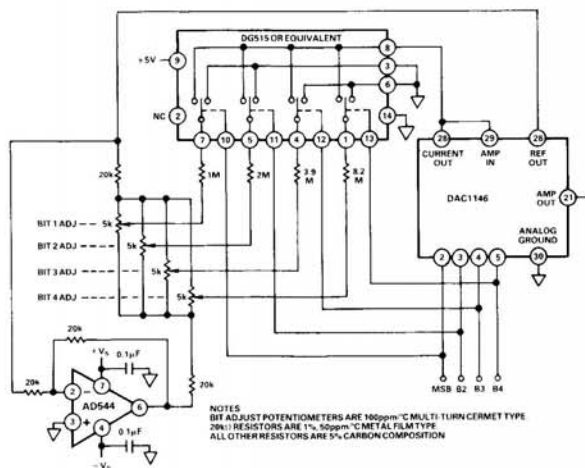 DG515 OR EQUIVALENT
+5V
9
8
3
6
NC
2
14
7
10
5
11
4
12
1
13
20k
1M
2M
3.9
M
8.2
M
28
29
26
CURRENT
OUT
AMP
IN
REF
OUT
DAC1146
AMP
OUT
21
ANALOG
GROUND
30
2
3
4
5
BIT 1 ADJ
5k
BIT 2 ADJ
5k
BIT 3 ADJ
5k
BIT 4 ADJ
5k
20k
20k
20k
+VS
0.1µF
7
2
−
AD544
6
3
+
4
0.1µF
MSB
B2
B3
B4
NOTES
BIT ADJUST POTENTIOMETERS ARE 100ppm/°C MULTI-TURN CERMET TYPE
20kΩ RESISTORS ARE 1%, 50ppm/°C METAL FILM TYPE
ALL OTHER RESISTORS ARE 5% CARBON COMPOSITION